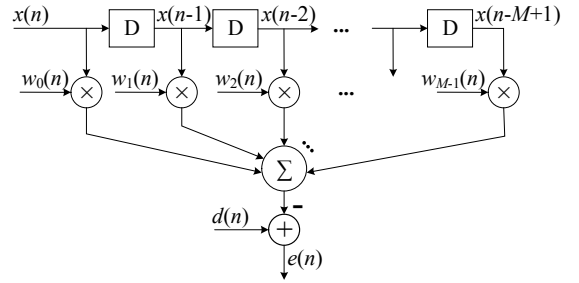 x(n) D x(n-1) D x(n-2) ... D x(n-M+1)
w0(n) × w1(n) × w2(n) × ... wM-1(n) ×
...
Σ
–
d(n) +
e(n)